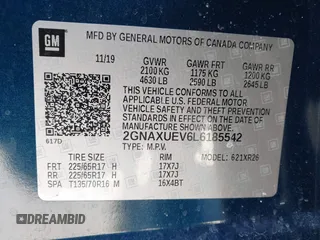 GM
MFD BY GENERAL MOTORS OF CANADA COMPANY
11/19 GVWR GAWR FRT GAWR RR
2100 KG 1175 KG 1200 KG
4630 LB 2590 LB 2645 LB
THIS VEHICLE CONFORMS TO ALL APPLICABLE
U.S. FEDERAL MOTOR VEHICLE SAFETY AND
THEFT PREVENTION STANDARDS IN EFFECT ON
THE DATE OF MANUFACTURE SHOWN ABOVE.
617D
2GNAXUEV6L6185542
TYPE: M.P.V. MODEL: 621XR26
TIRE SIZE SPEED RTG RIM
FRT 225/65R17 H 17X7J
RR 225/65R17 H 17X7J
SPA T135/70R16 M 16X4BT
DREAMBID